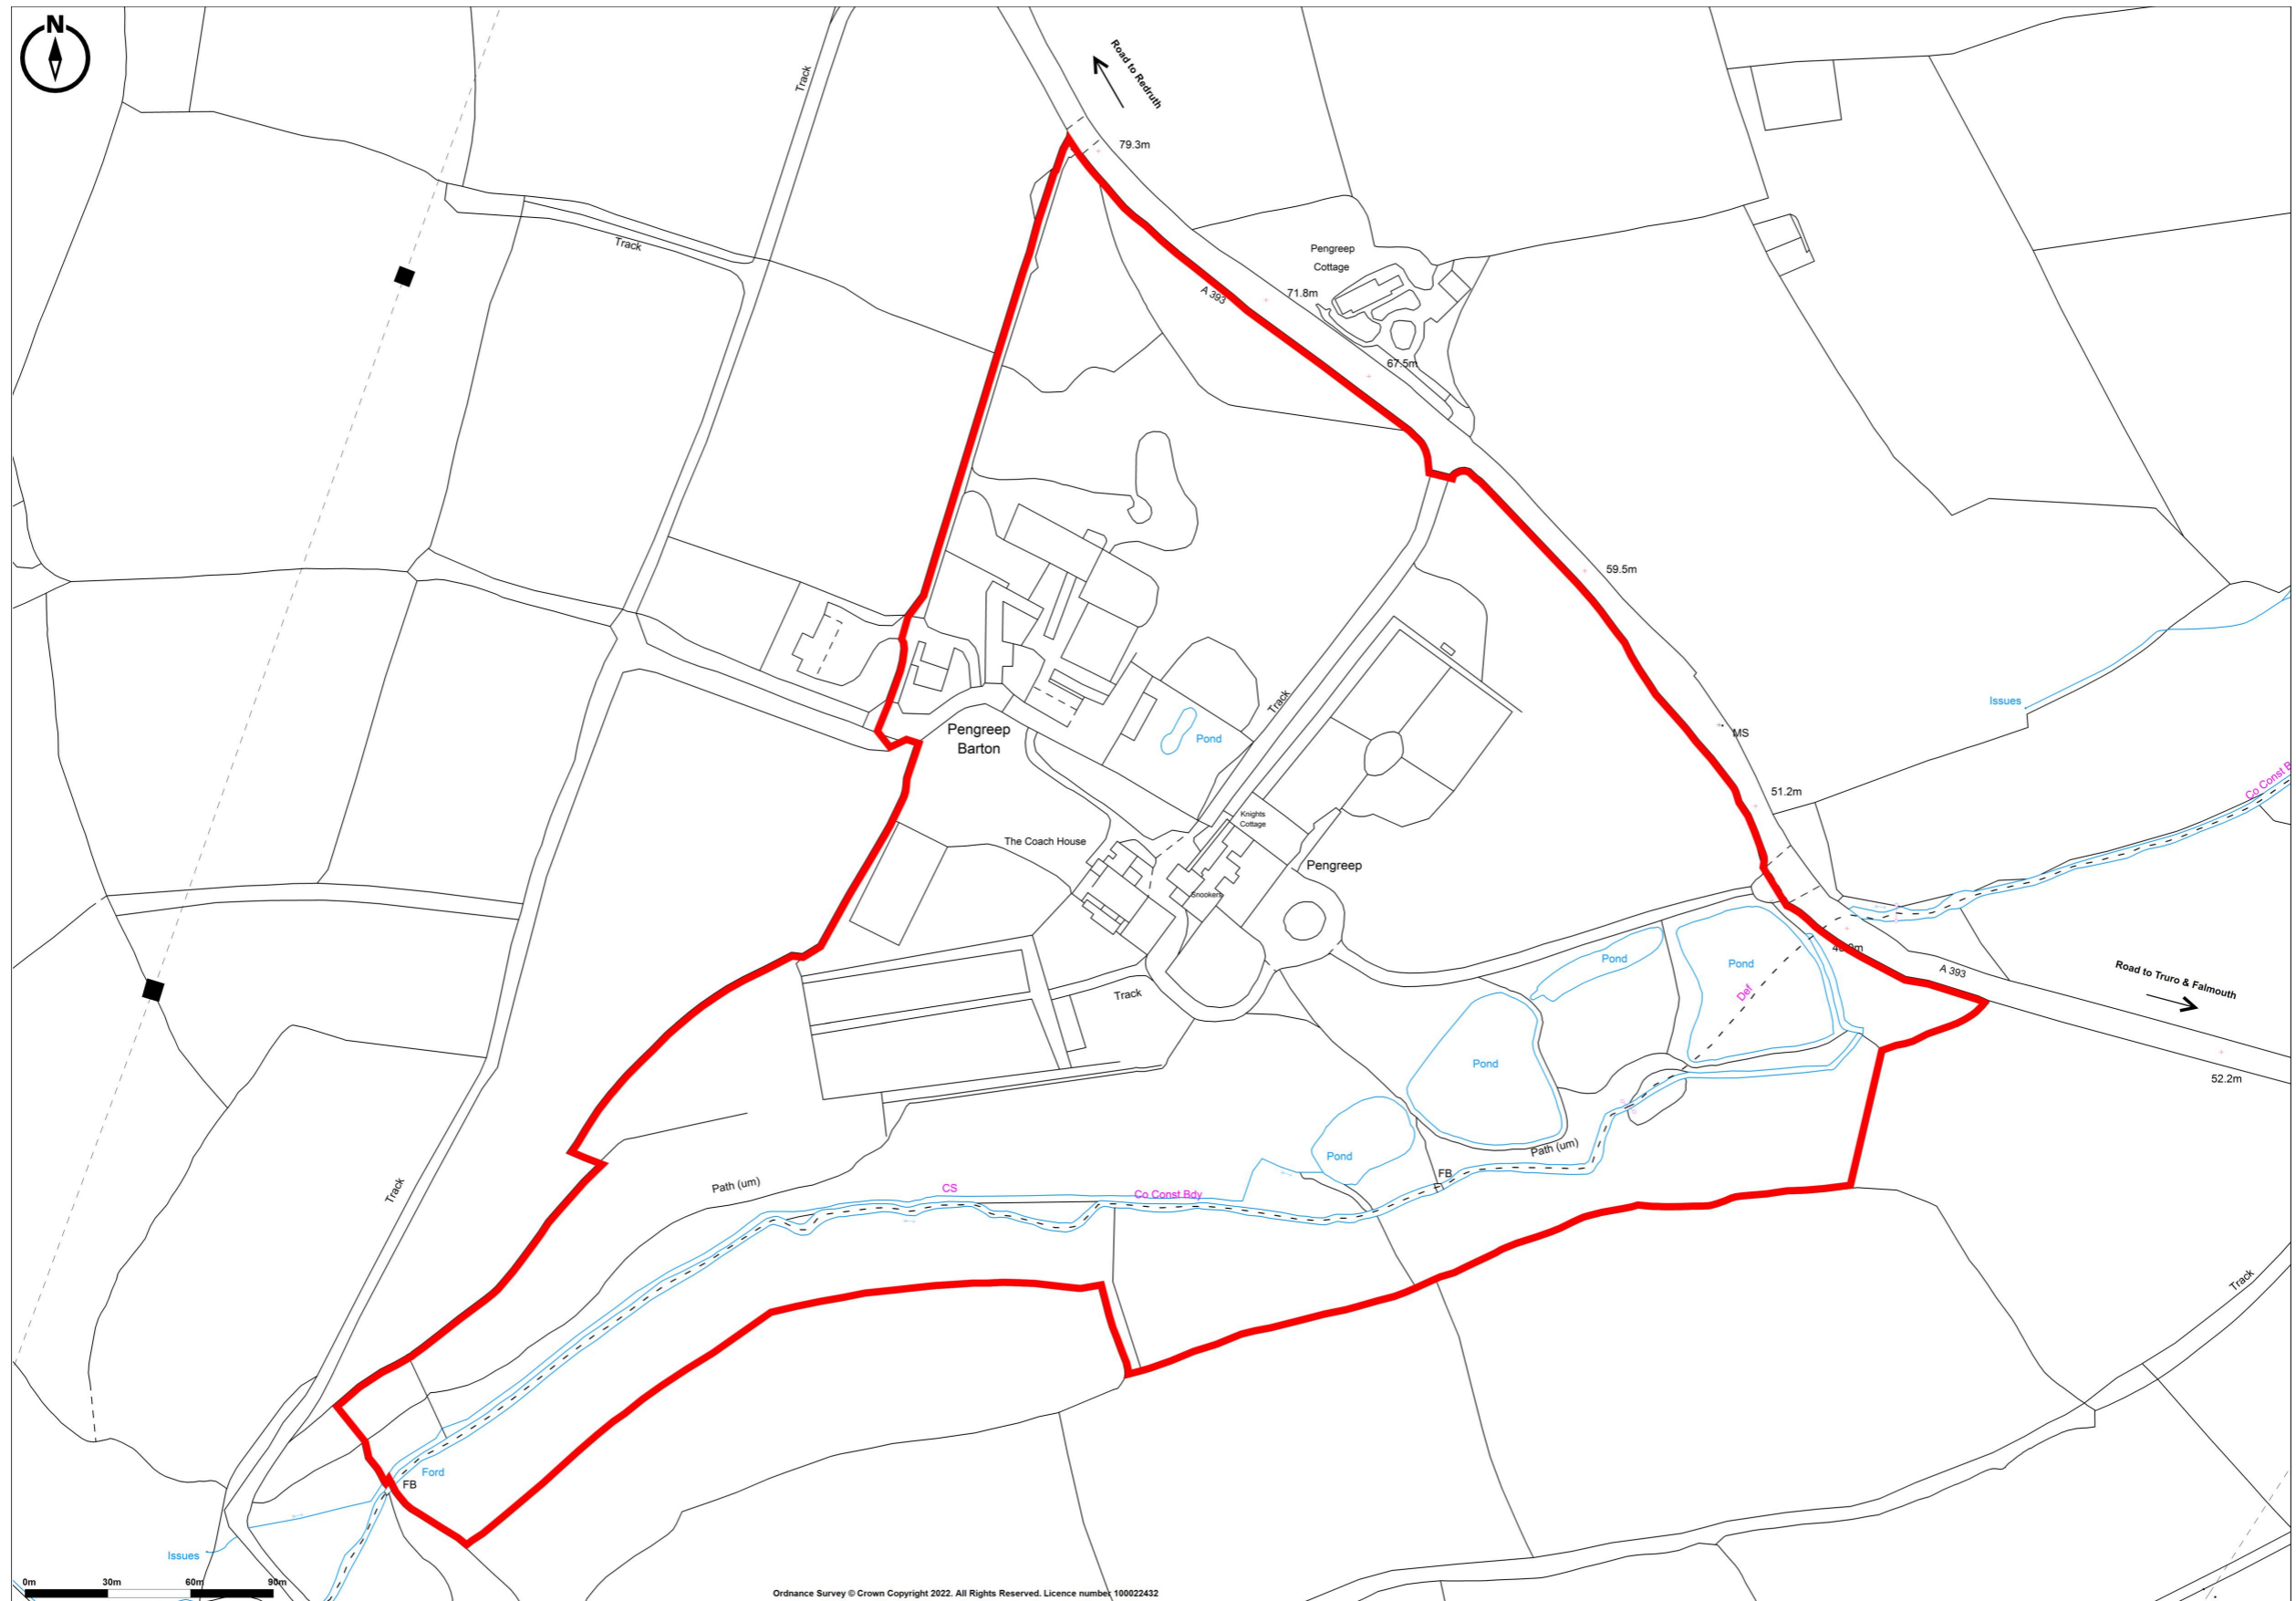 N
Road to Redruth
Track
79.3m
Track
Pengreep
Cottage
A 393
71.8m
67.5m
59.5m
Issues
Track
MS
Pengreep
Barton
Pond
Co Const B
51.2m
Knights
Cottage
The Coach House
Pengreep
Snookers
Pond
Pond
A 393
Road to Truro & Falmouth
Def
Track
Pond
52.2m
Pond
Path (um)
FB
Track
Path (um)
CS
Co Const Bdy
Track
Ford
FB
Issues
0m 30m 60m 90m
Ordnance Survey © Crown Copyright 2022. All Rights Reserved. Licence number 100022432